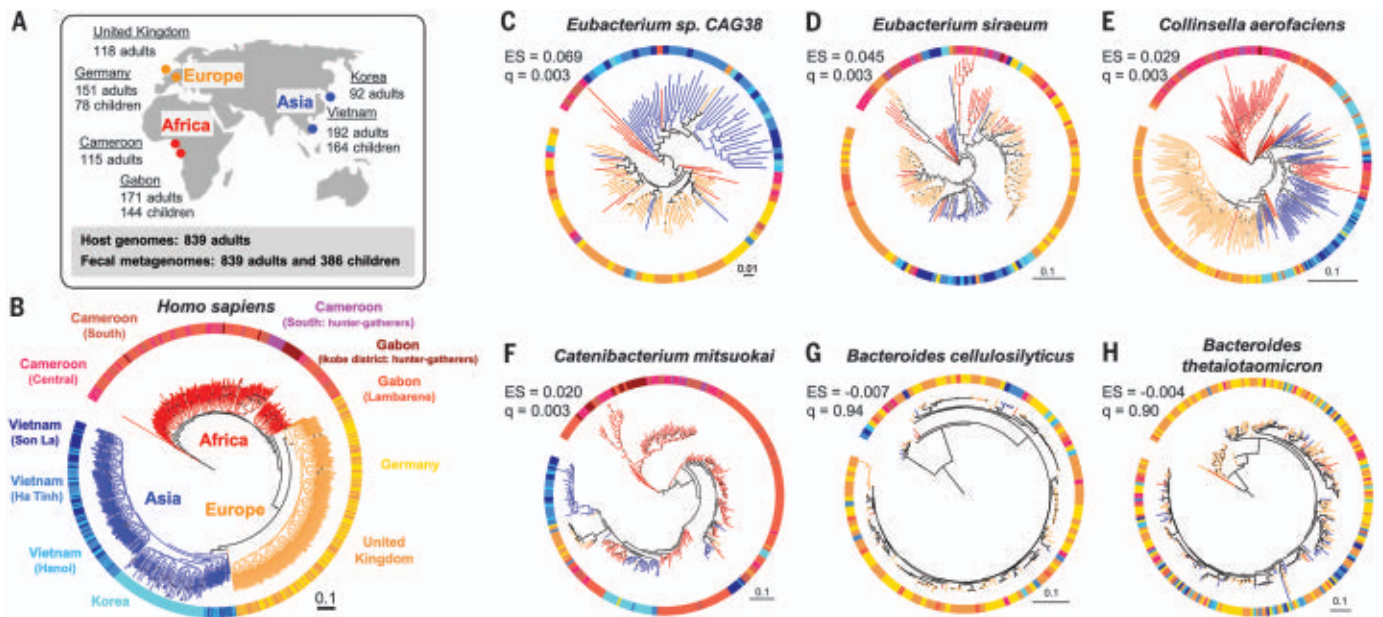 A
United Kingdom
118 adults
Germany
151 adults
78 children
Europe
Korea
92 adults
Asia
Vietnam
192 adults
164 children
Africa
Cameroon
115 adults
Gabon
171 adults
144 children
Host genomes: 839 adults
Fecal metagenomes: 839 adults and 386 children
B
Homo sapiens
Cameroon
(South)
Cameroon
(South: hunter-gatherers)
Gabon
(Ikobe district: hunter-gatherers)
Gabon
(Lambarene)
Cameroon
(Central)
Vietnam
(Son La)
Vietnam
(Ha Tinh)
Vietnam
(Hanoi)
Korea
Africa
Asia
Europe
Germany
United
Kingdom
0.1
C
Eubacterium sp. CAG38
ES = 0.069
q = 0.003
0.01
D
Eubacterium siraeum
ES = 0.045
q = 0.003
0.1
E
Collinsella aerofaciens
ES = 0.029
q = 0.003
0.1
F
Catenibacterium mitsuokai
ES = 0.020
q = 0.003
0.1
G
Bacteroides cellulosilyticus
ES = -0.007
q = 0.94
0.1
H
Bacteroides
thetaiotaomicron
ES = -0.004
q = 0.90
0.1